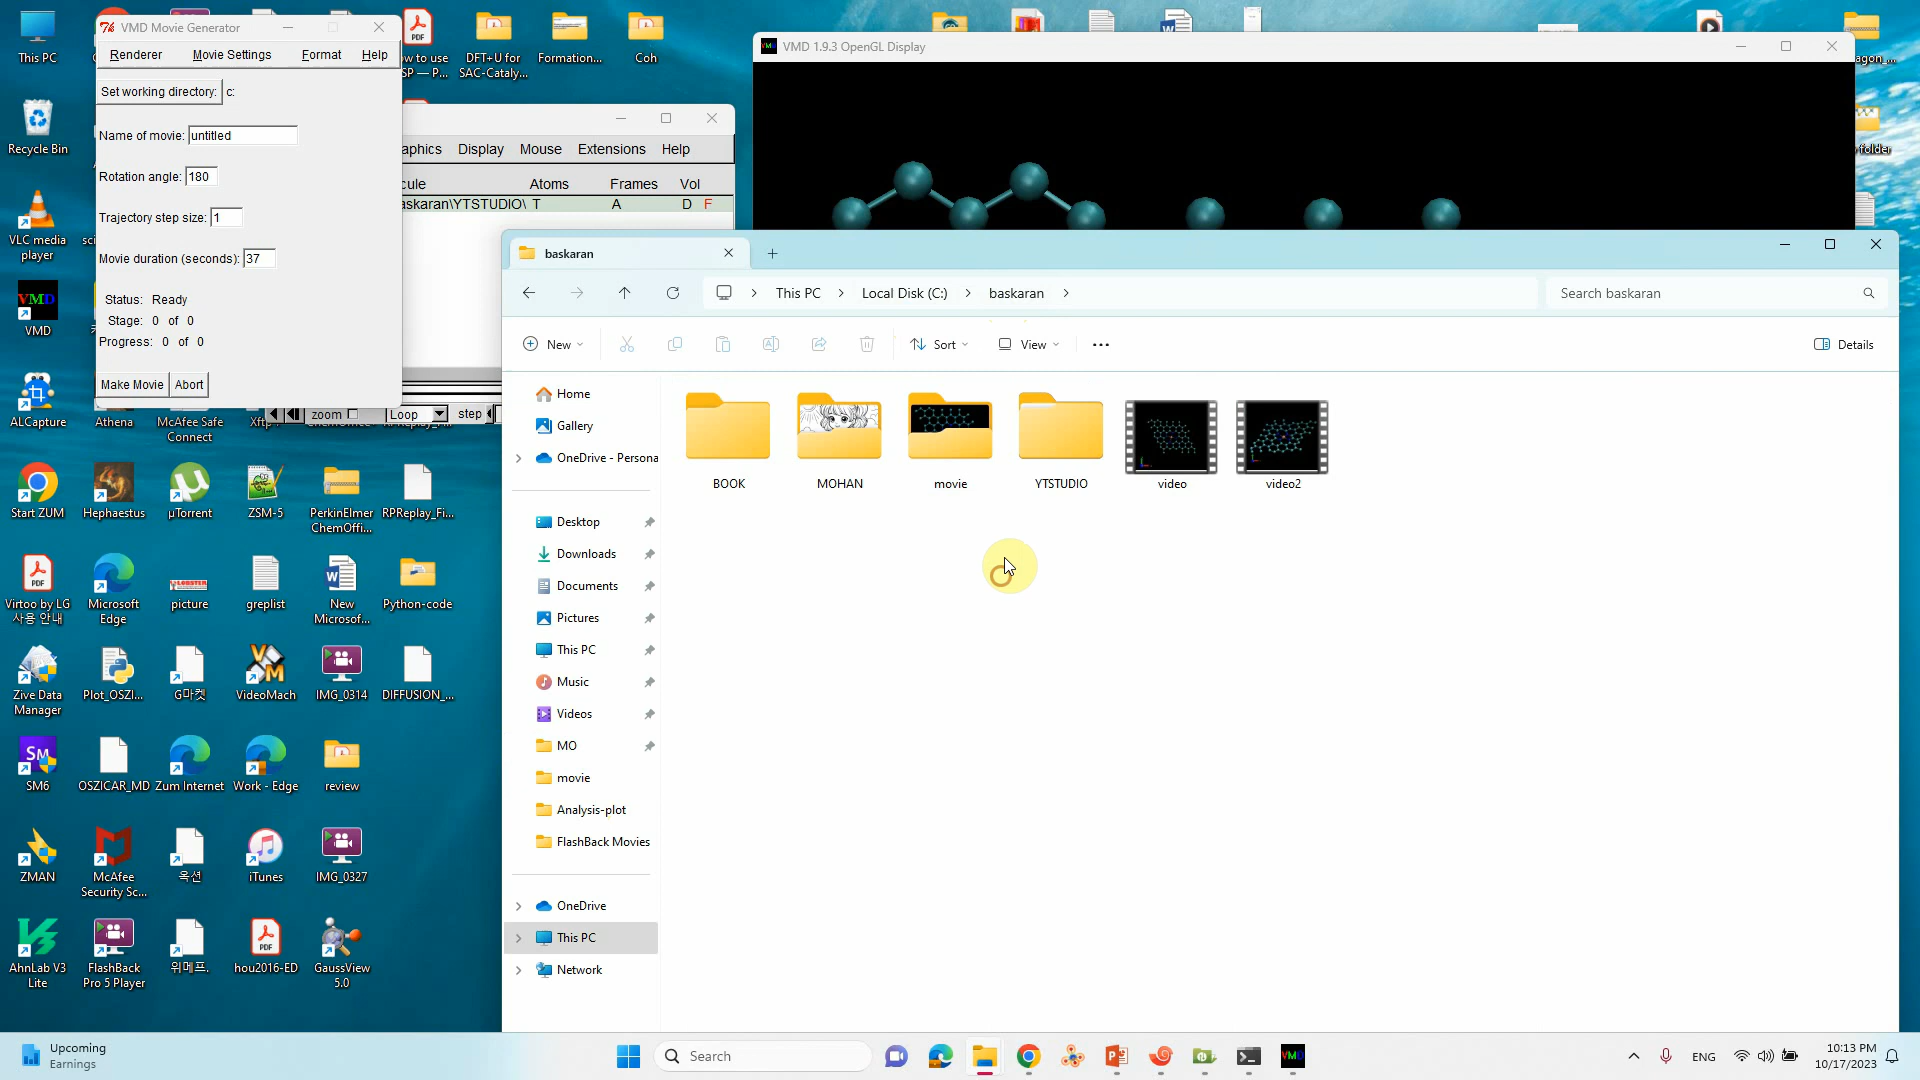 VMD Movie Generator
Renderer Movie Settings Format Help
Set working directory: c:
Name of movie: untitled
Rotation angle: 180
Trajectory step size: 1
Movie duration (seconds): 37
Status: Ready
Stage: 0 of 0
Progress: 0 of 0
Make Movie Abort
aphics Display Mouse Extensions Help
cule Atoms Frames Vol
askaran\YTSTUDIO\ T A D F
zoom Loop step
VMD 1.9.3 OpenGL Display
baskaran
This PC Local Disk (C:) baskaran
Search baskaran
New Sort View Details
Home
Gallery
OneDrive - Persona
Desktop
Downloads
Documents
Pictures
This PC
Music
Videos
MO
movie
Analysis-plot
FlashBack Movies
OneDrive
This PC
Network
BOOK MOHAN movie YTSTUDIO video video2
This PC
Recycle Bin
VLC media
player
VMD
ALCapture
Athena
McAfee Safe
Connect
Start ZUM
Hephaestus
µTorrent
ZSM-5
PerkinElmer
ChemOffi...
RPReplay_Fi...
Virtoo by LG
사용 안내
Microsoft
Edge
picture
greplist
New
Microsof...
Python-code
Zive Data
Manager
Plot_OSZI...
G마켓
VideoMach
IMG_0314
DIFFUSION_...
SM6
OSZICAR_MD
Zum Internet
Work - Edge
review
ZMAN
McAfee
Security Sc...
옥션
iTunes
IMG_0327
AhnLab V3
Lite
FlashBack
Pro 5 Player
위메프.
hou2016-ED
GaussView
5.0
ow to use
SP — P...
DFT+U for
SAC-Cataly...
Formation...
Coh
agon_...
folder
Upcoming
Earnings
Search
ENG
10:13 PM
10/17/2023